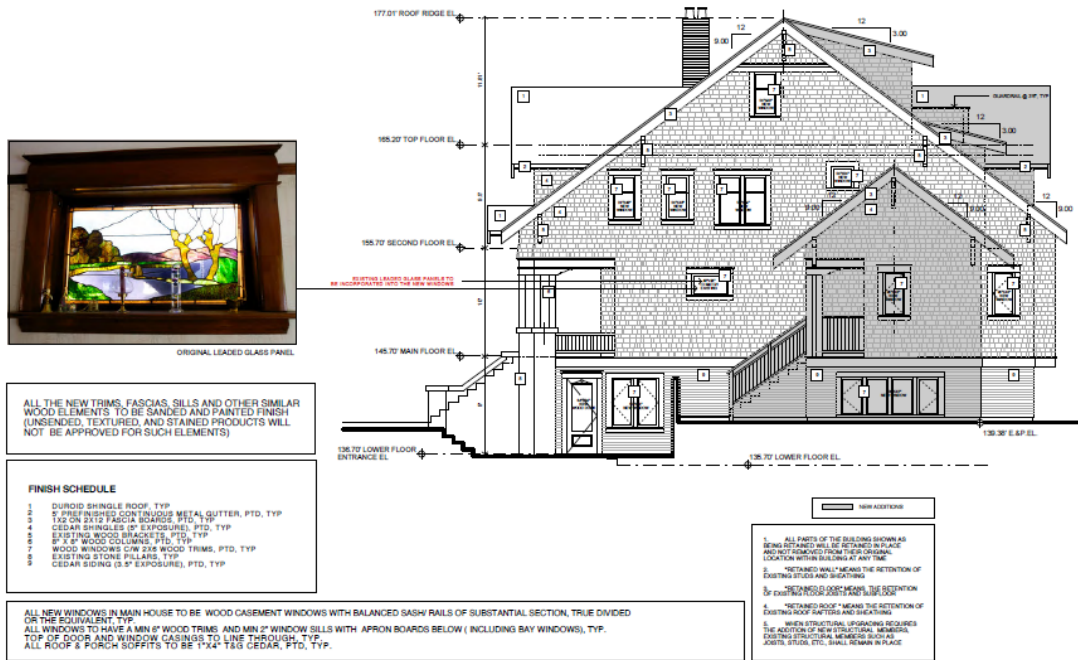 177.01' ROOF RIDGE EL.
12
9.00
12
3.00
GUARDRAIL @ 36", TYP.
12
3.00
165.20' TOP FLOOR EL.
12
9.00
12
9.00
12
9.00
155.70' SECOND FLOOR EL.
EXISTING LEADED GLASS PANELS TO
BE INCORPORATED INTO THE NEW WINDOWS
10'
ORIGINAL LEADED GLASS PANEL
145.70' MAIN FLOOR EL.
9'
136.70' LOWER FLOOR
ENTRANCE EL.
139.38' E.&P.EL.
135.70' LOWER FLOOR EL.
ALL THE NEW TRIMS, FASCIAS, SILLS AND OTHER SIMILAR
WOOD ELEMENTS TO BE SANDED AND PAINTED FINISH
(UNSENDED, TEXTURED, AND STAINED PRODUCTS WILL
NOT BE APPROVED FOR SUCH ELEMENTS)
FINISH SCHEDULE
1 DUROID SHINGLE ROOF, TYP
2 5' PREFINISHED CONTINUOUS METAL GUTTER, PTD, TYP
3 1X2 ON 2X12 FASCIA BOARDS, PTD, TYP
4 CEDAR SHINGLES (5" EXPOSURE), PTD, TYP
5 EXISTING WOOD BRACKETS, PTD, TYP
6 8" X 8" WOOD COLUMNS, PTD, TYP
7 WOOD WINDOWS C/W 2X6 WOOD TRIMS, PTD, TYP
8 EXISTING STONE PILLARS, TYP
9 CEDAR SIDING (3.5" EXPOSURE), PTD, TYP
NEW ADDITIONS
1. ALL PARTS OF THE BUILDING SHOWN AS
BEING RETAINED WILL BE RETAINED IN PLACE
AND NOT REMOVED FROM THEIR ORIGINAL
LOCATION WITHIN BUILDING AT ANY TIME
2. "RETAINED WALL" MEANS THE RETENTION OF
EXISTING STUDS AND SHEATHING
3. "RETAINED FLOOR" MEANS THE RETENTION
OF EXISTING FLOOR JOISTS AND SUBFLOOR
4. "RETAINED ROOF" MEANS THE RETENTION OF
EXISTING ROOF RAFTERS AND SHEATHING
5. WHEN STRUCTURAL UPGRADING REQUIRES
THE ADDITION OF NEW STRUCTURAL MEMBERS,
EXISTING STRUCTURAL MEMBERS SUCH AS
JOISTS, STUDS, ETC., SHALL REMAIN IN PLACE
ALL NEW WINDOWS IN MAIN HOUSE TO BE WOOD CASEMENT WINDOWS WITH BALANCED SASH/ RAILS OF SUBSTANTIAL SECTION, TRUE DIVIDED
OR THE EQUIVALENT, TYP.
ALL WINDOWS TO HAVE A MIN 6" WOOD TRIMS AND MIN 2" WINDOW SILLS WITH APRON BOARDS BELOW ( INCLUDING BAY WINDOWS), TYP.
TOP OF DOOR AND WINDOW CASINGS TO LINE THROUGH, TYP.
ALL ROOF & PORCH SOFFITS TO BE 1"X4" T&G CEDAR, PTD, TYP.